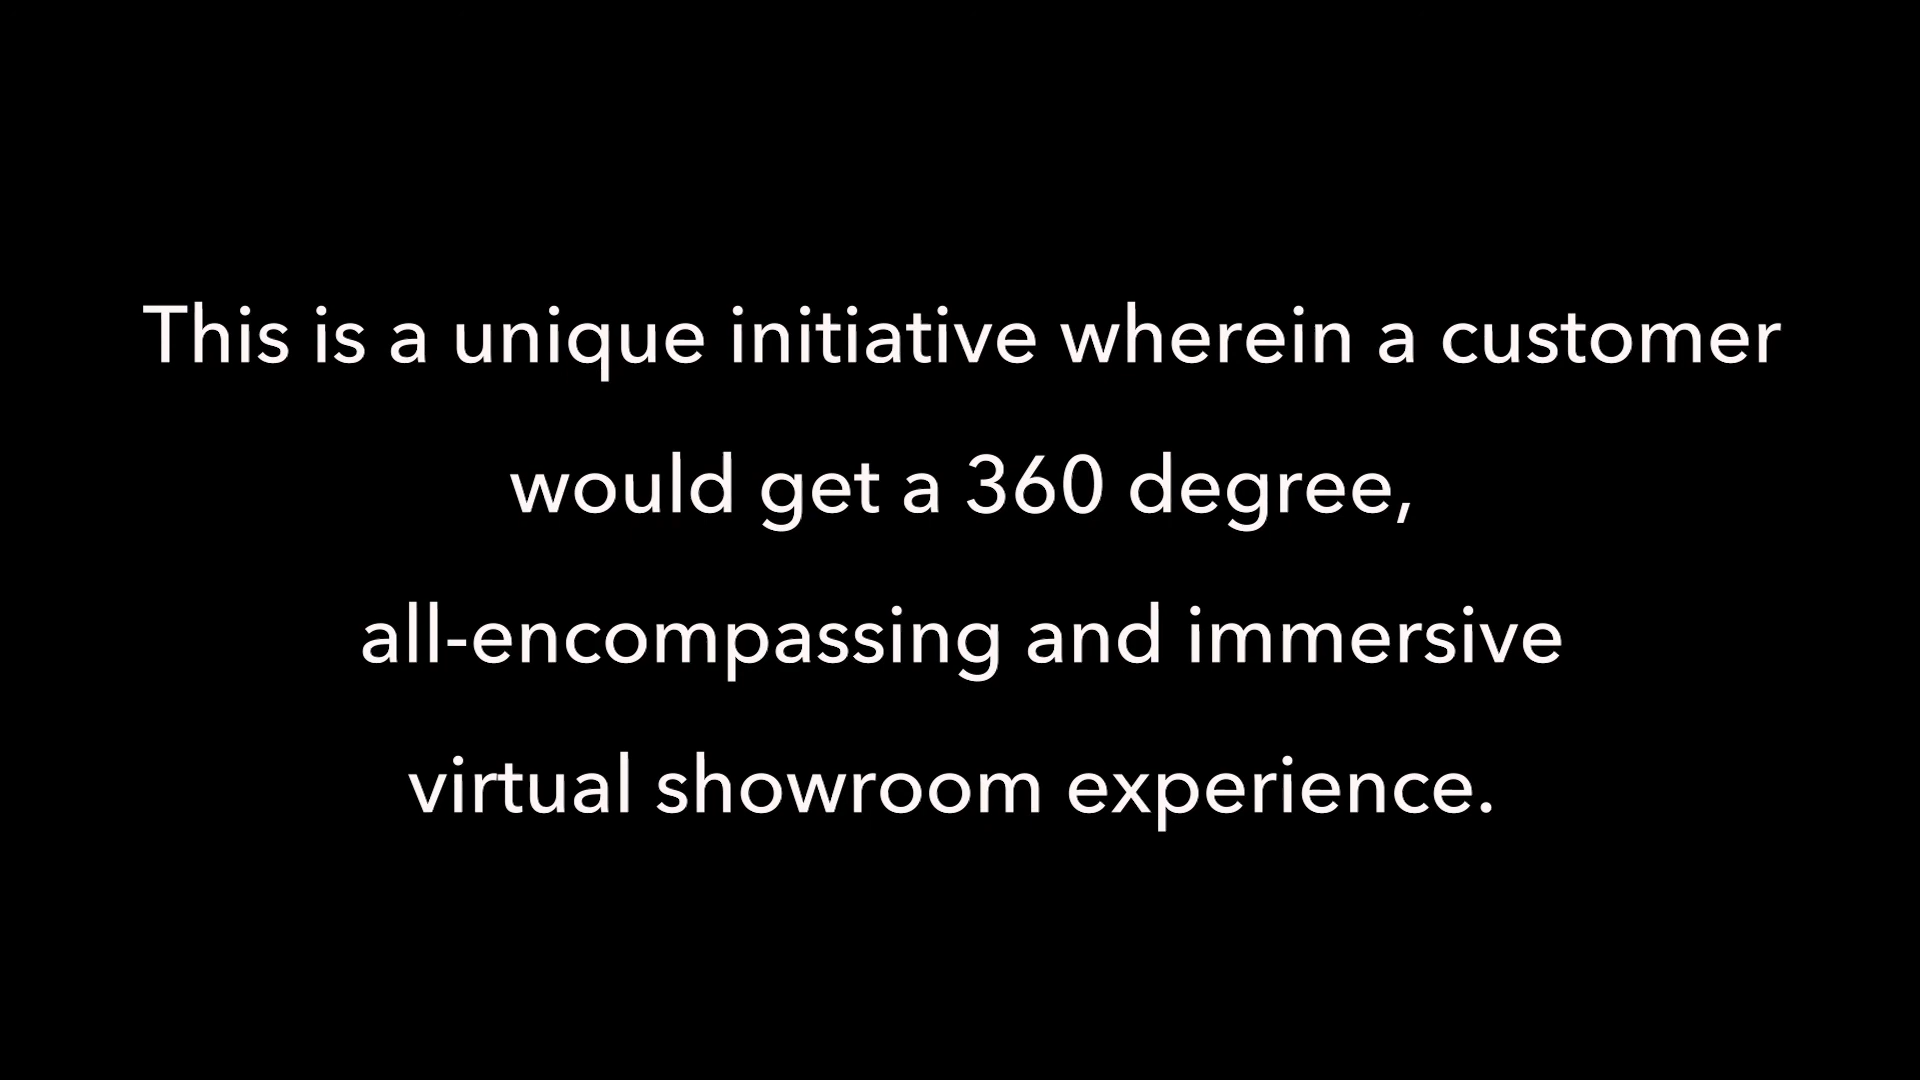 This is a unique initiative wherein a customer
would get a 360 degree,
all-encompassing and immersive
virtual showroom experience.